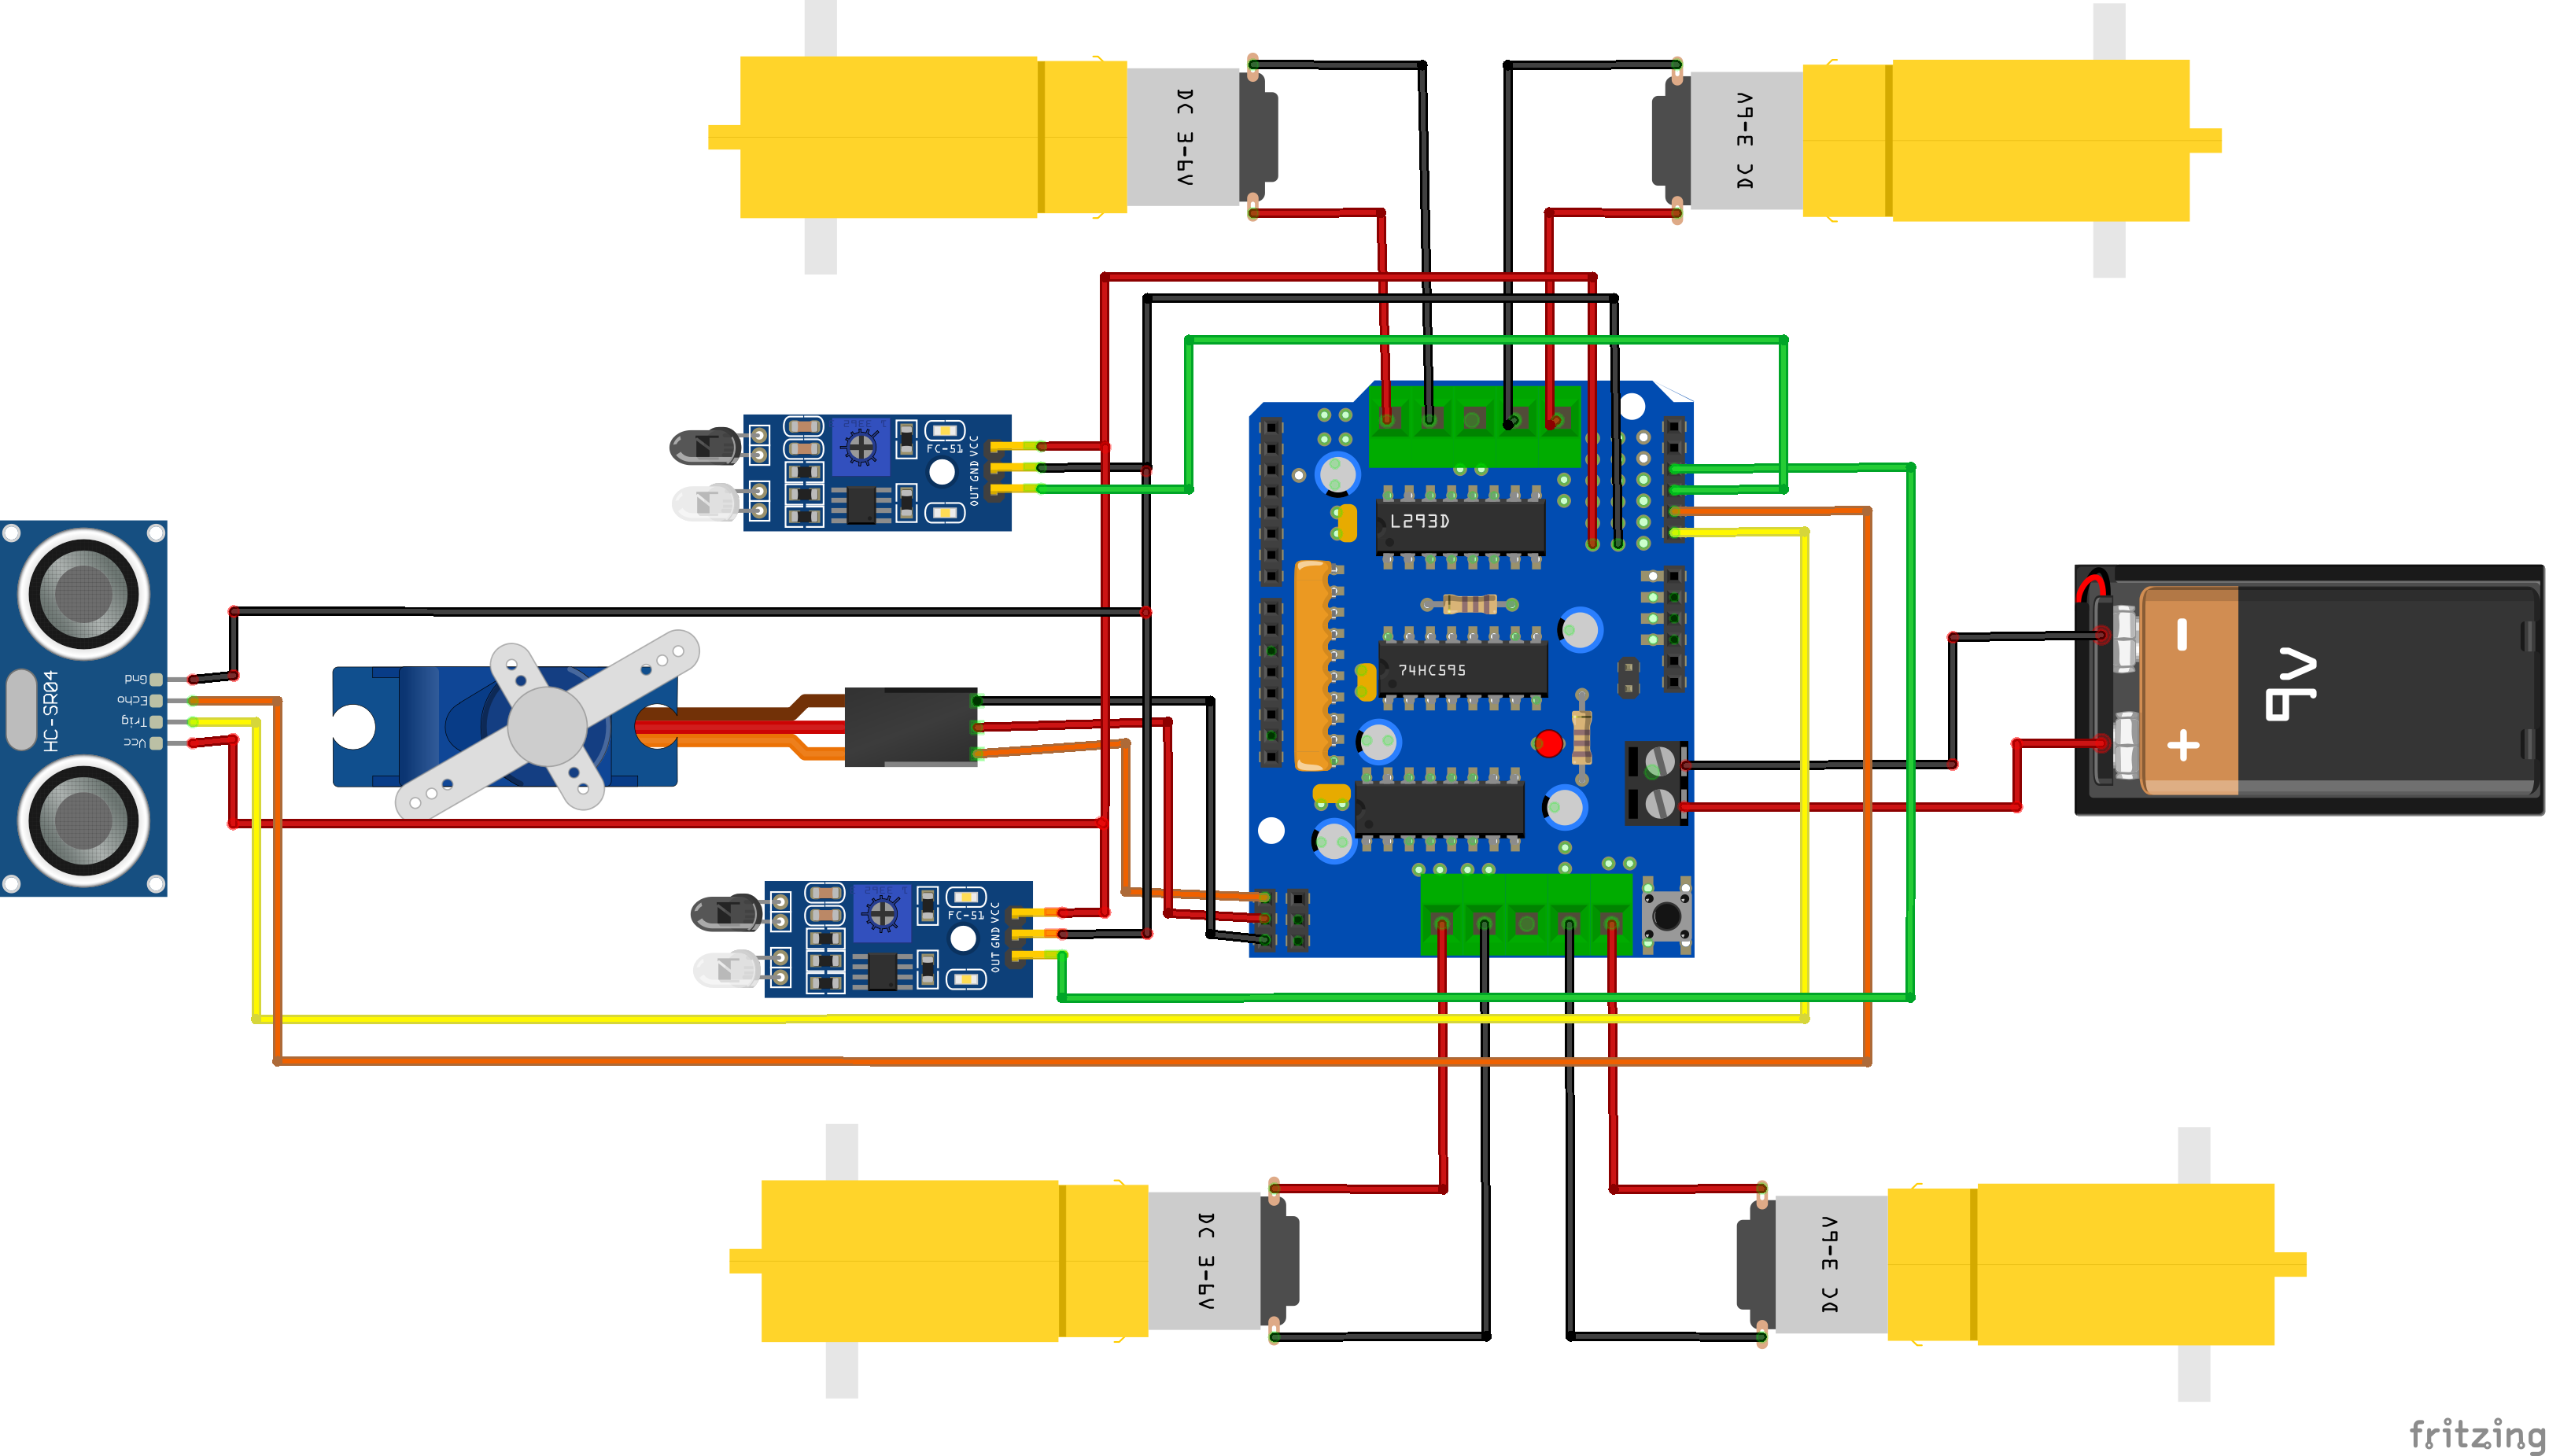 DC 3-6V
DC 3-6V
FC-51
VCC
GND
OUT
L293D
HC-SR04
Gnd
Echo
Trig
Vcc
74HC595
-
+
9V
FC-51
VCC
GND
OUT
DC 3-6V
DC 3-6V
fritzing